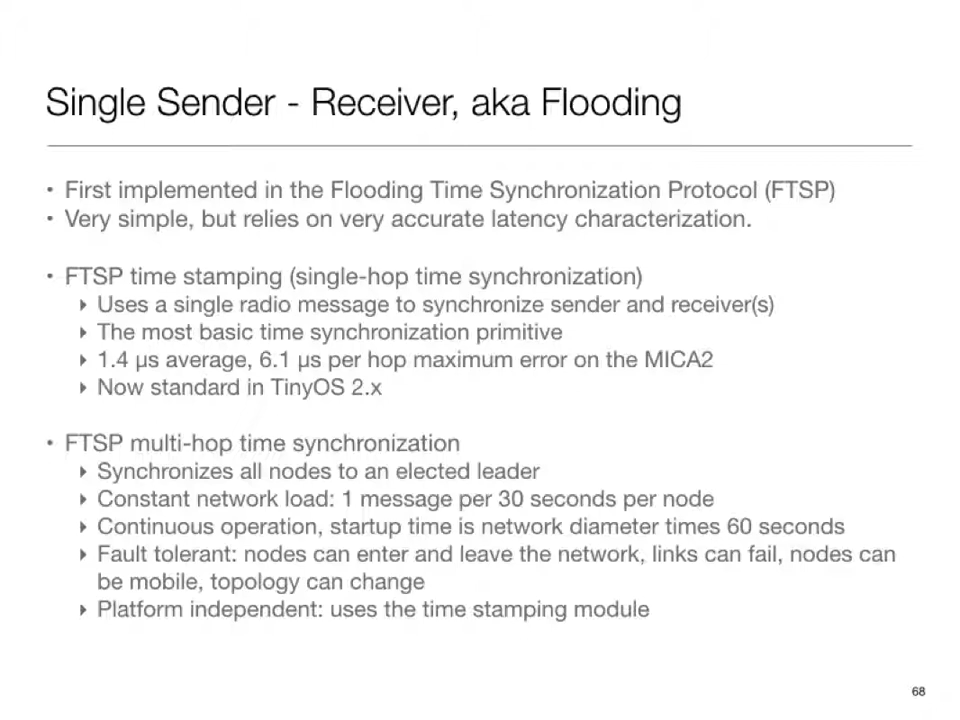 Single Sender - Receiver, aka Flooding
• First implemented in the Flooding Time Synchronization Protocol (FTSP)
• Very simple, but relies on very accurate latency characterization.
• FTSP time stamping (single-hop time synchronization)
‣ Uses a single radio message to synchronize sender and receiver(s)
‣ The most basic time synchronization primitive
‣ 1.4 μs average, 6.1 μs per hop maximum error on the MICA2
‣ Now standard in TinyOS 2.x
• FTSP multi-hop time synchronization
‣ Synchronizes all nodes to an elected leader
‣ Constant network load: 1 message per 30 seconds per node
‣ Continuous operation, startup time is network diameter times 60 seconds
‣ Fault tolerant: nodes can enter and leave the network, links can fail, nodes can
be mobile, topology can change
‣ Platform independent: uses the time stamping module
68